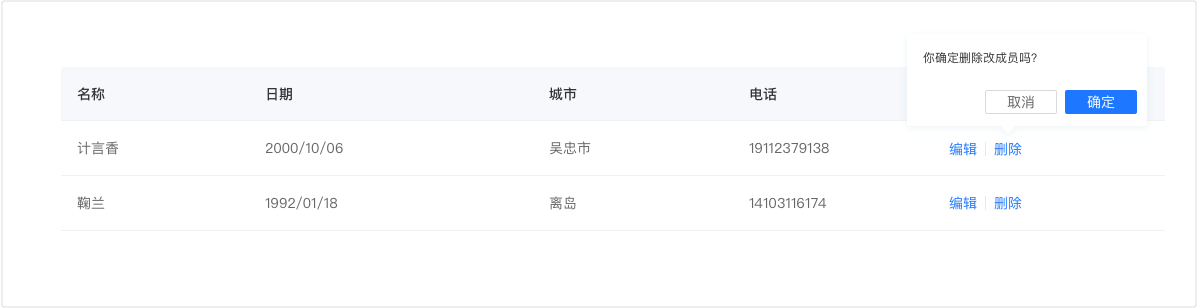 你确定删除改成员吗?
取消 确定
名称 日期 城市 电话
计言香 2000/10/06 吴忠市 19112379138 编辑 删除
鞠兰 1992/01/18 离岛 14103116174 编辑 删除